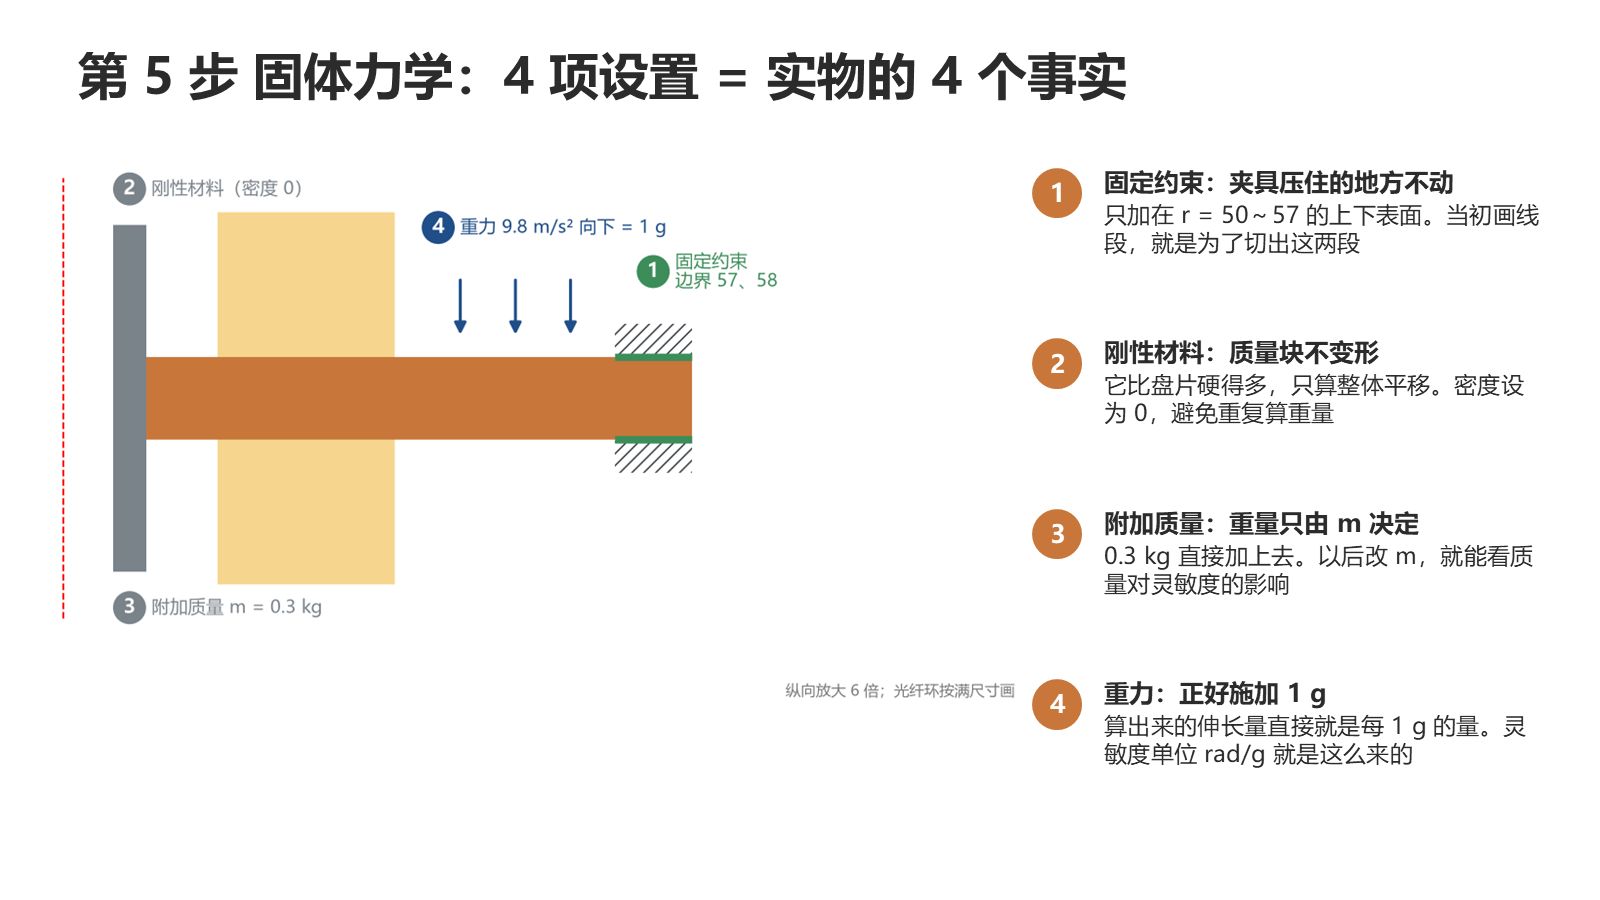 第 5 步 固体力学：4 项设置 = 实物的 4 个事实
2 刚性材料（密度 0）
4 重力 9.8 m/s² 向下 = 1 g
1 固定约束
边界 57、58
3 附加质量 m = 0.3 kg
纵向放大 6 倍；光纤环按满尺寸画
1 固定约束：夹具压住的地方不动
只加在 r = 50～57 的上下表面。当初画线
段，就是为了切出这两段
2 刚性材料：质量块不变形
它比盘片硬得多，只算整体平移。密度设
为 0，避免重复算重量
3 附加质量：重量只由 m 决定
0.3 kg 直接加上去。以后改 m，就能看质
量对灵敏度的影响
4 重力：正好施加 1 g
算出来的伸长量直接就是每 1 g 的量。灵
敏度单位 rad/g 就是这么来的